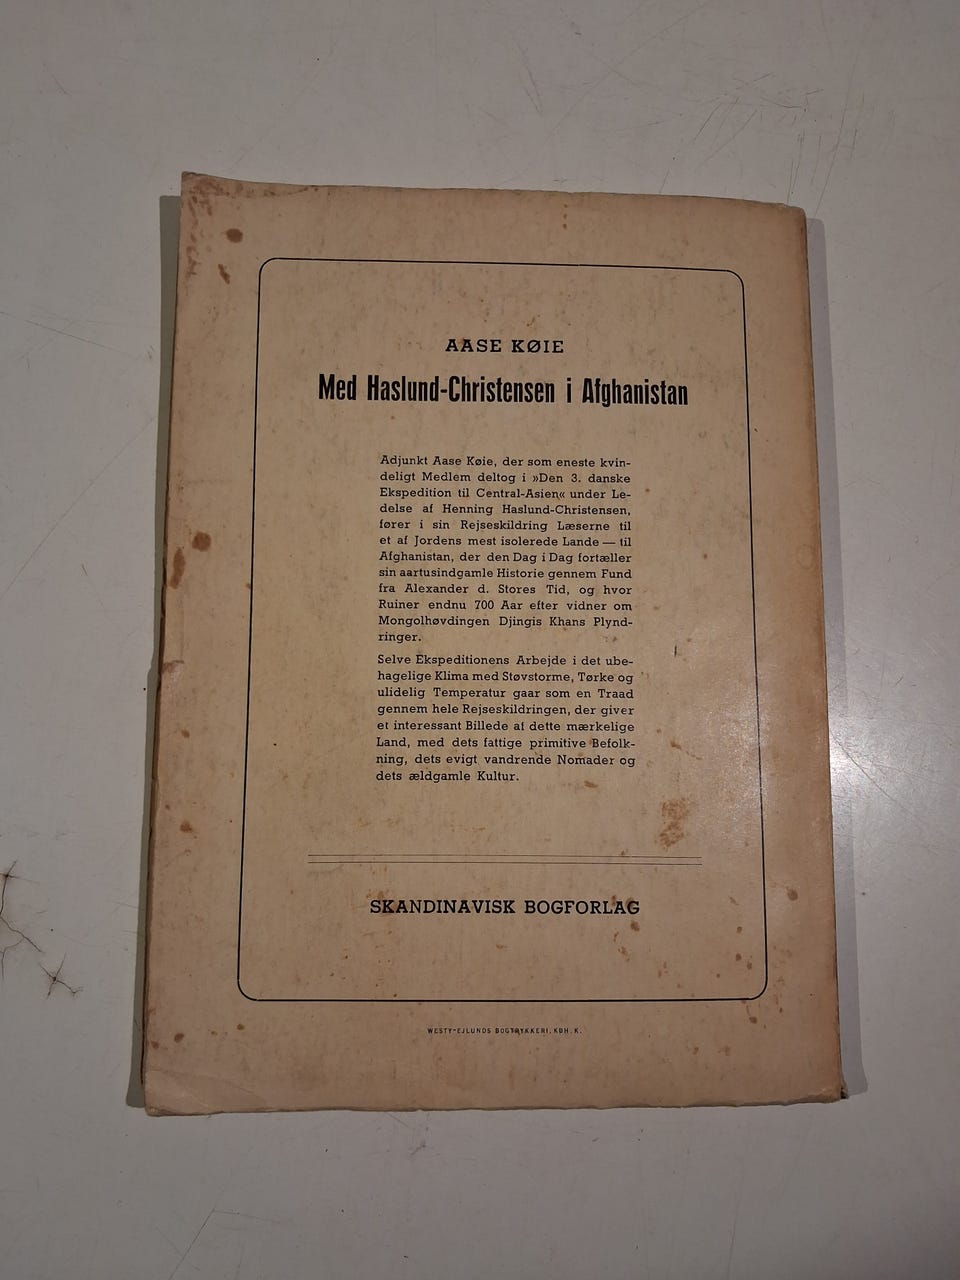 AASE KØIE
Med Haslund-Christensen i Afghanistan
Adjunkt Aase Køie, der som eneste kvin-
deligt Medlem deltog i »Den 3. danske
Ekspedition til Central-Asien« under Le-
delse af Henning Haslund-Christensen,
fører i sin Rejseskildring Læserne til
et af Jordens mest isolerede Lande — til
Afghanistan, der den Dag i Dag fortæller
sin aartusindgamle Historie gennem Fund
fra Alexander d. Stores Tid, og hvor
Ruiner endnu 700 Aar efter vidner om
Mongolhøvdingen Djingis Khans Plynd-
ringer.
Selve Ekspeditionens Arbejde i det ube-
hagelige Klima med Støvstorme, Tørke og
ulidelig Temperatur gaar som en Traad
gennem hele Rejseskildringen, der giver
et interessant Billede af dette mærkelige
Land, med dets fattige primitive Befolk-
ning, dets evigt vandrende Nomader og
dets ældgamle Kultur.
SKANDINAVISK BOGFORLAG
WESTY-EJLUNDS BOGTRYKKERI. KBH. K.